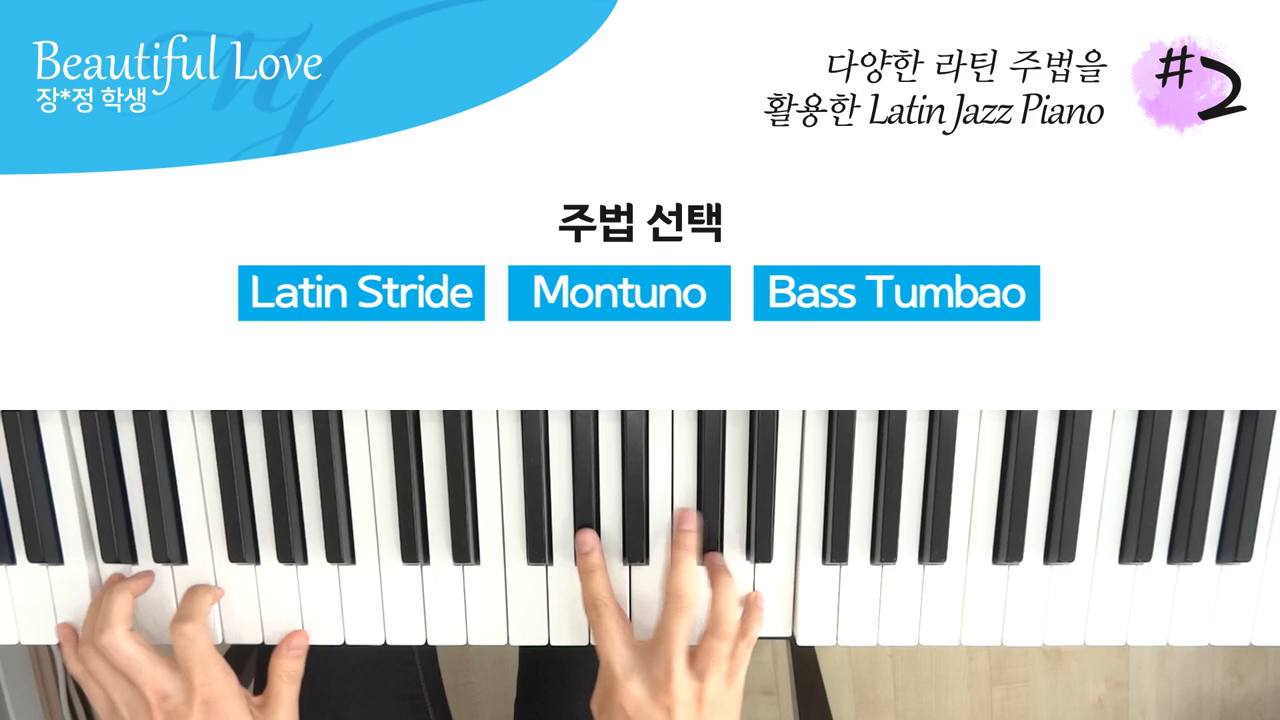 Beautiful Love
장*정 학생
다양한 라틴 주법을
활용한 Latin Jazz Piano
#2
주법 선택
Latin Stride
Montuno
Bass Tumbao